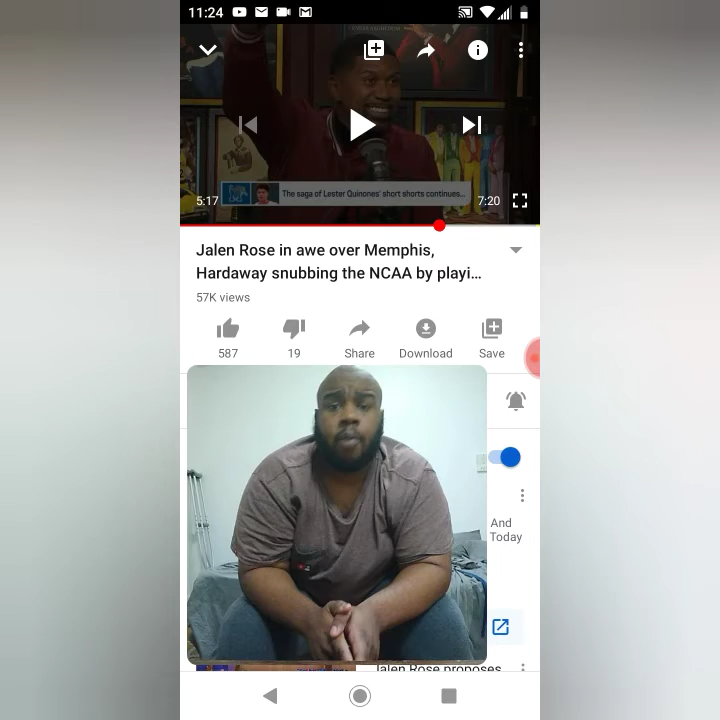 11:24
5:17
The saga of Lester Quinones' short shorts continues...
7:20
Jalen Rose in awe over Memphis,
Hardaway snubbing the NCAA by playi...
57K views
587
19
Share
Download
Save
And
Today
Jalen Rose proposes